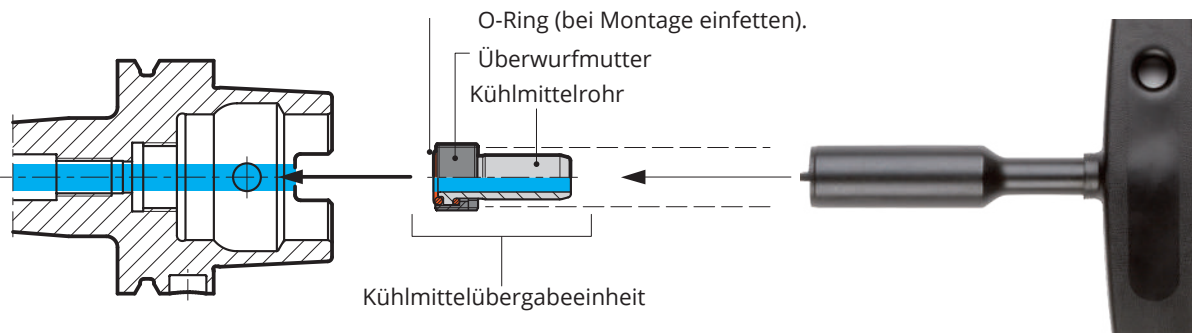 O-Ring (bei Montage einfetten).
Überwurfmutter
Kühlmittelrohr
Kühlmittelübergabeeinheit